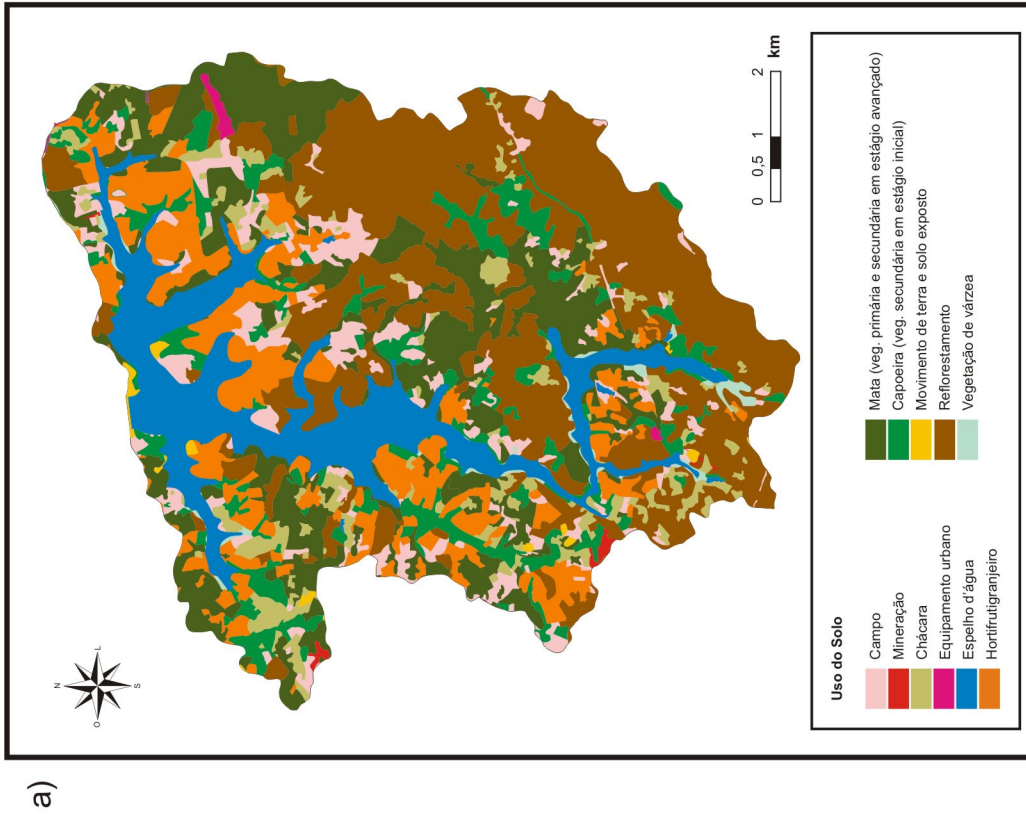 a)
N
O
L
S
0
0,5
1
2
km
Uso do Solo
Campo
Mineração
Chácara
Equipamento urbano
Espelho d'água
Hortifrutigranjeiro
Mata (veg. primária e secundária em estágio avançado)
Capoeira (veg. secundária em estágio inicial)
Movimento de terra e solo exposto
Reflorestamento
Vegetação de várzea